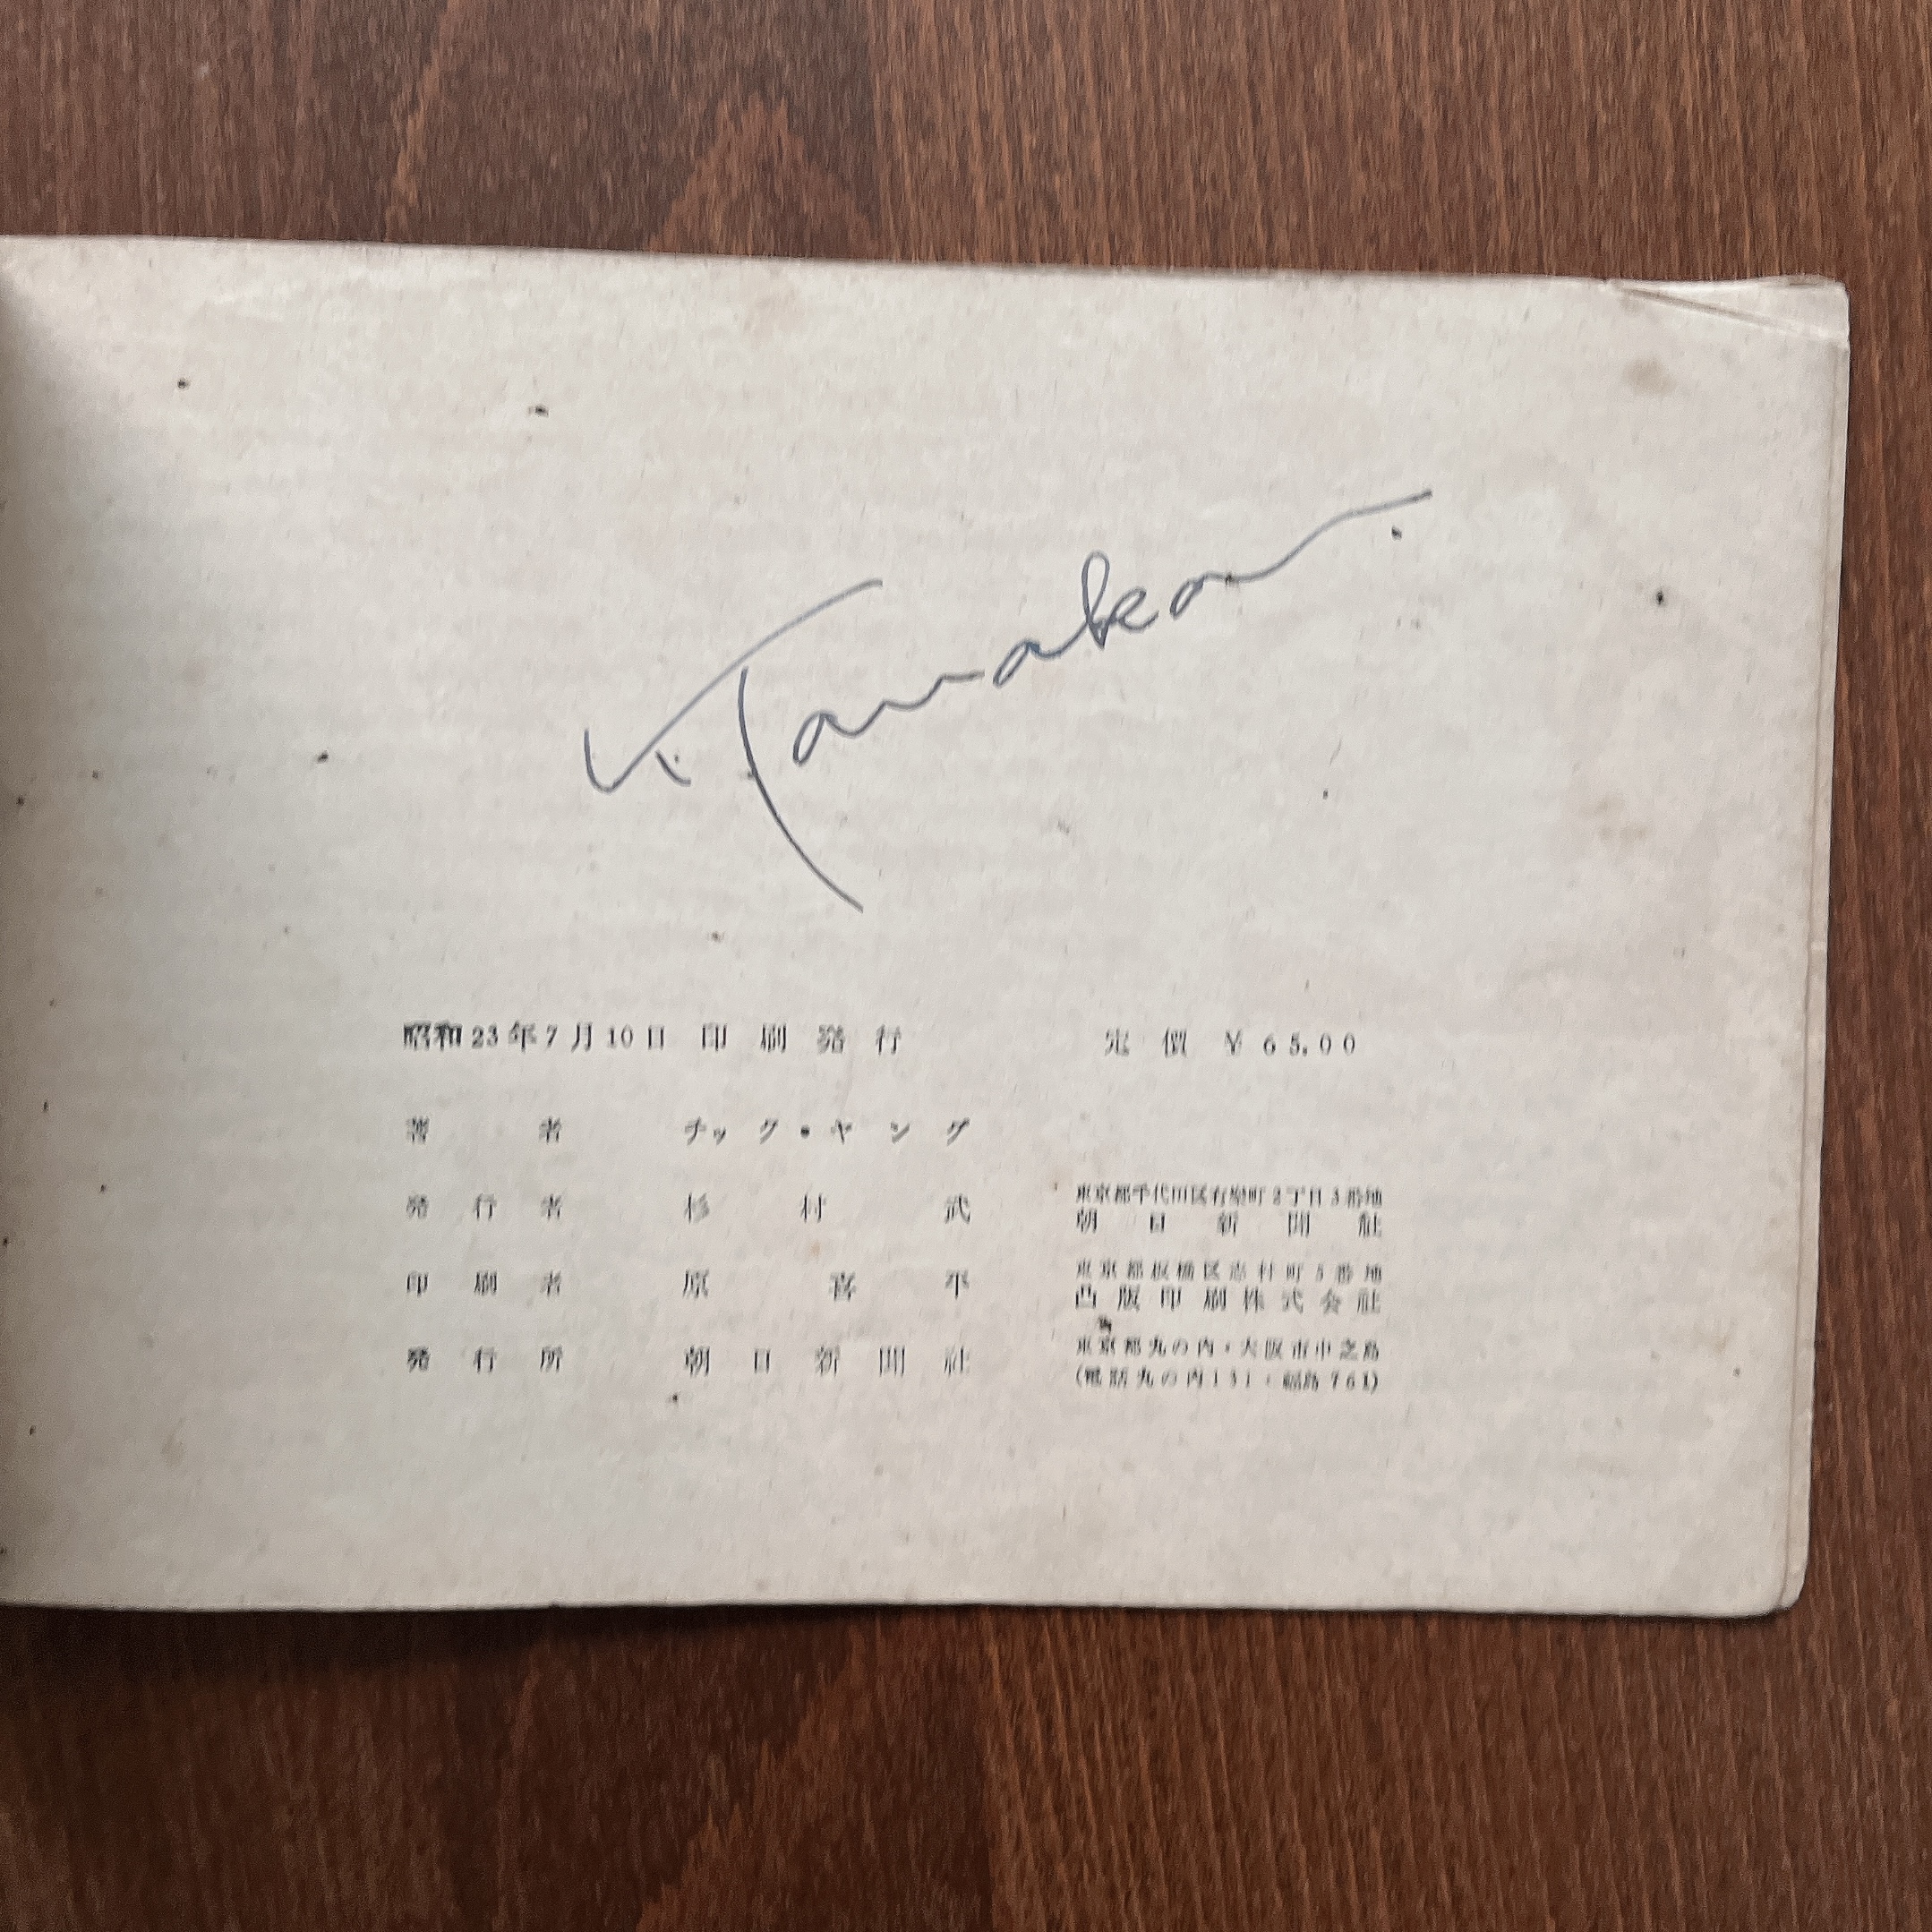 K. Tanaka
昭和23年7月10日 印刷発行 定價 ¥65.00
著者 チック・ヤング
発行者 杉村武 東京都千代田区有楽町2丁目3番地
朝日新聞社
印刷者 原喜平 東京都板橋区志村町5番地
凸版印刷株式会社
発行所 朝日新聞社 東京都丸の内・大阪市中之島
(電話丸の内131・福島761)